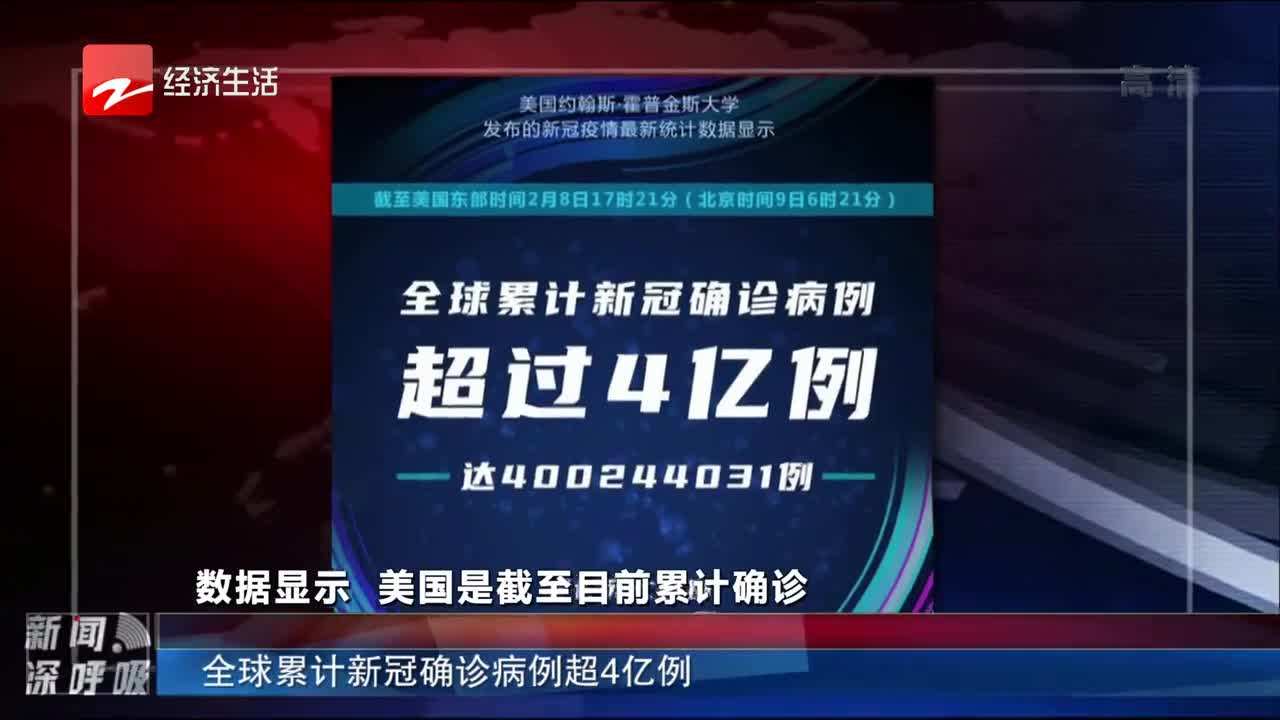 经济生活
高清
美国约翰斯·霍普金斯大学
发布的新冠疫情最新统计数据显示
截至美国东部时间2月8日17时21分（北京时间9日6时21分）
全球累计新冠确诊病例
超过4亿例
达400244031例
数据显示 美国是截至目前累计确诊
新闻
深呼吸
全球累计新冠确诊病例超4亿例